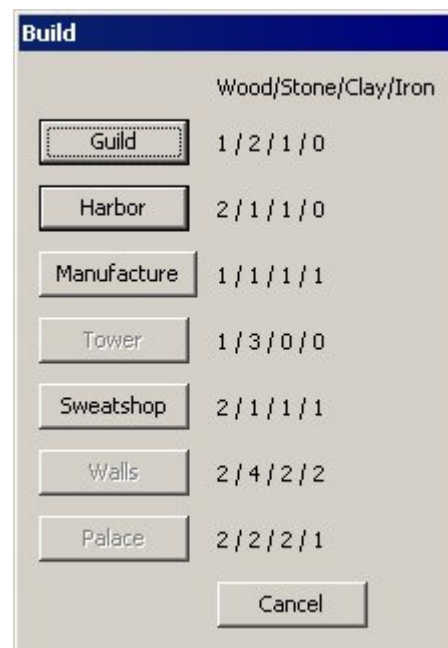 Build
Wood/Stone/Clay/Iron
Guild 1 / 2 / 1 / 0
Harbor 2 / 1 / 1 / 0
Manufacture 1 / 1 / 1 / 1
Tower 1 / 3 / 0 / 0
Sweatshop 2 / 1 / 1 / 1
Walls 2 / 4 / 2 / 2
Palace 2 / 2 / 2 / 1
Cancel